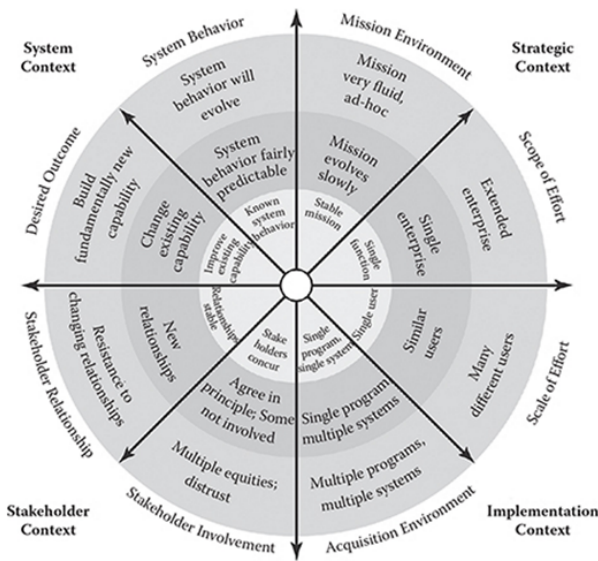 System
Context
System Behavior
Mission Environment
Strategic
Context
System
behavior will
evolve
Mission
very fluid,
ad-hoc
Desired Outcome
Build
fundamentally new
capability
Change
existing
capability
System
behavior fairly
predictable
Mission
evolves
slowly
Single
enterprise
Extended
enterprise
Scope of Effort
Improve
existing
capability
Known
system
behavior
Stable
mission
Single
function
Relationships
stable
Stake
holders
concur
Single
program,
single system
Single user
Stakeholder Relationship
Resistance to
changing relationships
New
relationships
Agree in
principle; Some
not involved
Single program
multiple systems
Similar
users
Many
different users
Scale of Effort
Multiple equities;
distrust
Multiple programs,
multiple systems
Stakeholder
Context
Stakeholder Involvement
Acquisition Environment
Implementation
Context